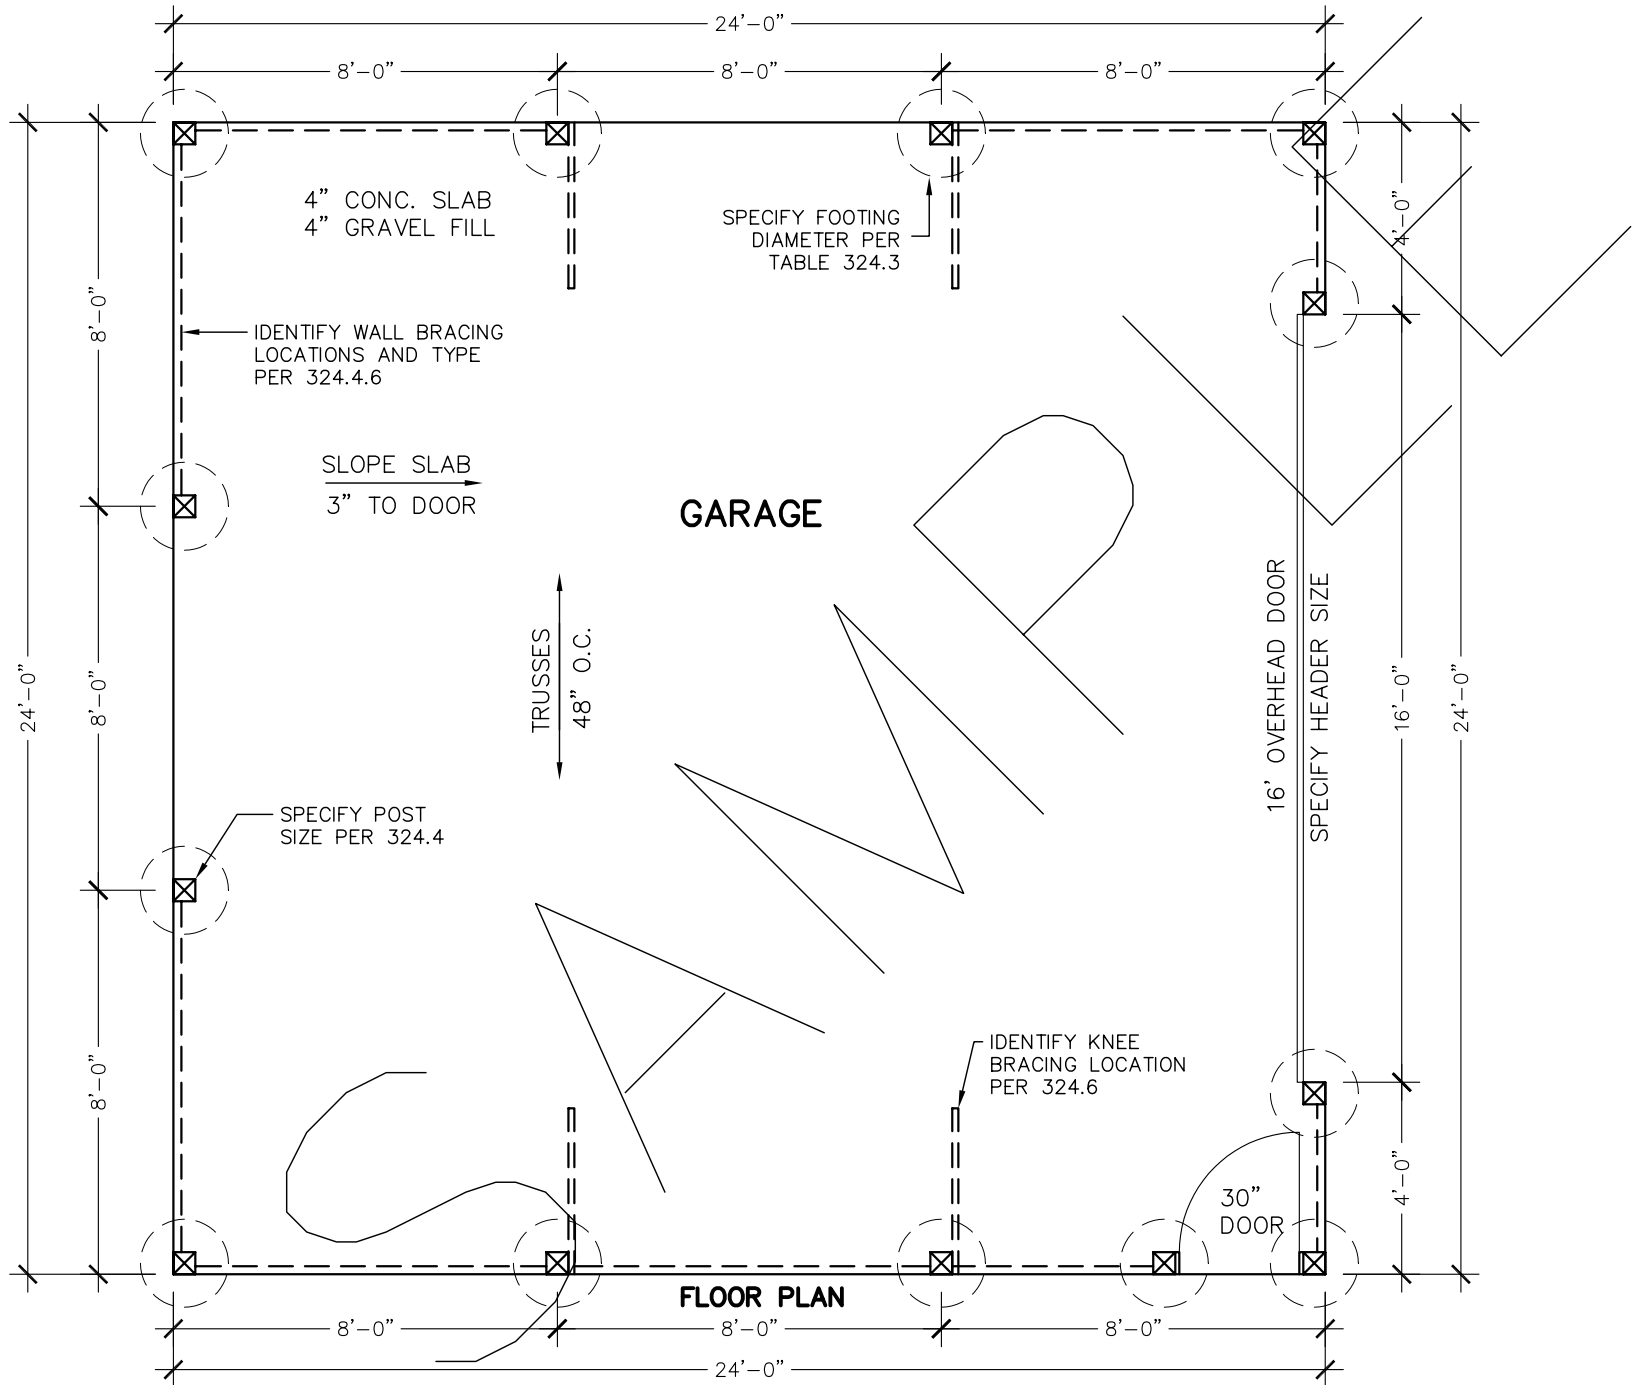 24'-0"
8'-0"
8'-0"
8'-0"
4" CONC. SLAB
4" GRAVEL FILL
SPECIFY FOOTING
DIAMETER PER
TABLE 324.3
4'-0"
8'-0"
IDENTIFY WALL BRACING
LOCATIONS AND TYPE
PER 324.4.6
SLOPE SLAB
3" TO DOOR
GARAGE
TRUSSES
48" O.C.
16' OVERHEAD DOOR
SPECIFY HEADER SIZE
24'-0"
8'-0"
16'-0"
24'-0"
SPECIFY POST
SIZE PER 324.4
SAMPLE
IDENTIFY KNEE
BRACING LOCATION
PER 324.6
8'-0"
4'-0"
30"
DOOR
FLOOR PLAN
8'-0"
8'-0"
8'-0"
24'-0"